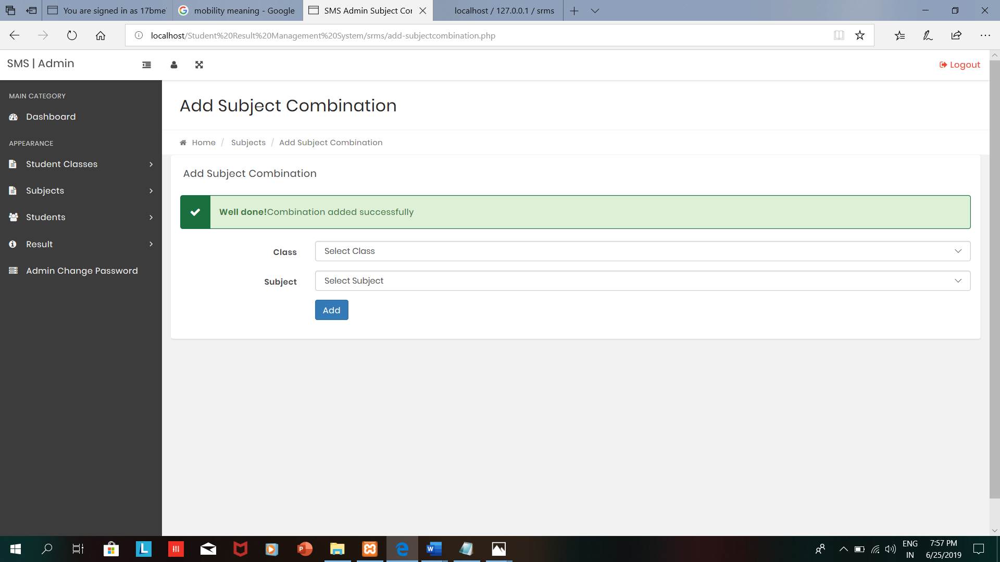 You are signed in as 17bme
mobility meaning - Google
SMS Admin Subject Cor
localhost / 127.0.0.1 / srms
localhost/Student%20Result%20Management%20System/srms/add-subjectcombination.php
SMS | Admin
Logout
MAIN CATEGORY
Dashboard
APPEARANCE
Student Classes
Subjects
Students
Result
Admin Change Password
Add Subject Combination
Home / Subjects / Add Subject Combination
Add Subject Combination
Well done!Combination added successfully
Class
Select Class
Subject
Select Subject
Add
ENG
IN
7:57 PM
6/25/2019